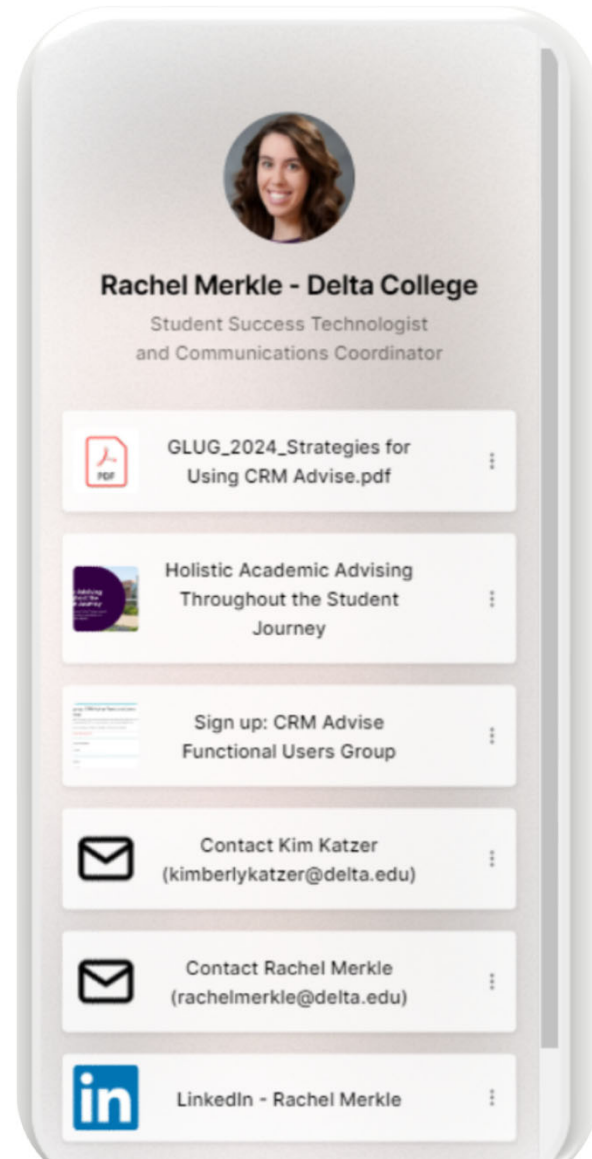 Rachel Merkle - Delta College
Student Success Technologist
and Communications Coordinator
PDF
GLUG_2024_Strategies for
Using CRM Advise.pdf
Holistic Academic Advising
Throughout the Student
Journey
Sign up: CRM Advise
Functional Users Group
Contact Kim Katzer
(kimberlykatzer@delta.edu)
Contact Rachel Merkle
(rachelmerkle@delta.edu)
in
LinkedIn - Rachel Merkle